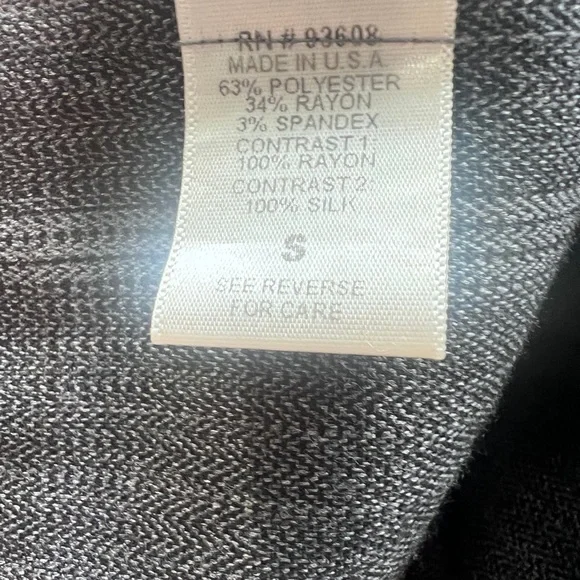 RN # 93608
MADE IN U.S.A
63% POLYESTER
34% RAYON
3% SPANDEX
CONTRAST 1:
100% RAYON
CONTRAST 2:
100% SILK
S
SEE REVERSE
FOR CARE